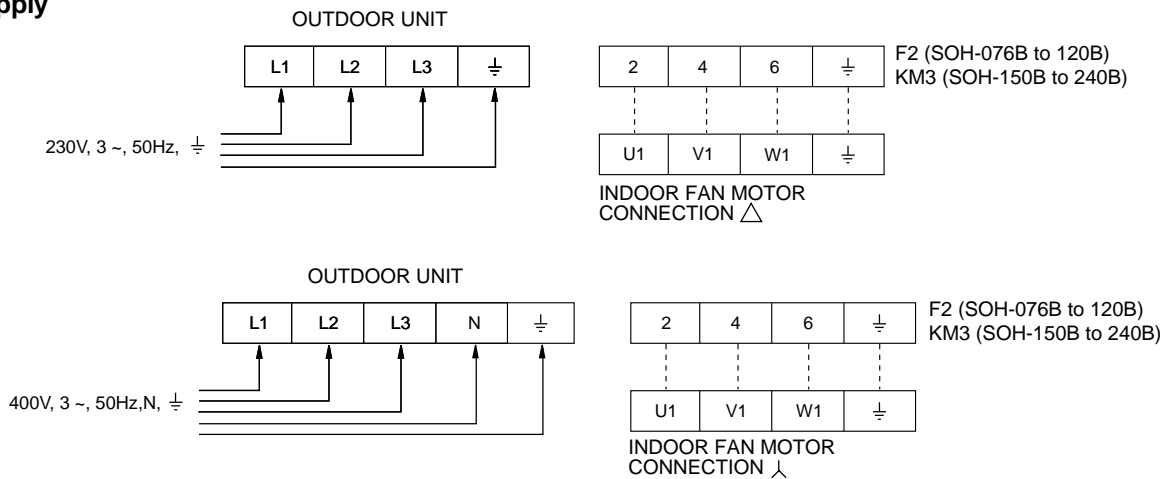 OUTDOOR UNIT
L1 L2 L3 ⏚
230V, 3 ~, 50Hz, ⏚
2 4 6 ⏚
F2 (SOH-076B to 120B)
KM3 (SOH-150B to 240B)
U1 V1 W1 ⏚
INDOOR FAN MOTOR
CONNECTION △
OUTDOOR UNIT
L1 L2 L3 N ⏚
400V, 3 ~, 50Hz,N, ⏚
2 4 6 ⏚
F2 (SOH-076B to 120B)
KM3 (SOH-150B to 240B)
U1 V1 W1 ⏚
INDOOR FAN MOTOR
CONNECTION ⅄